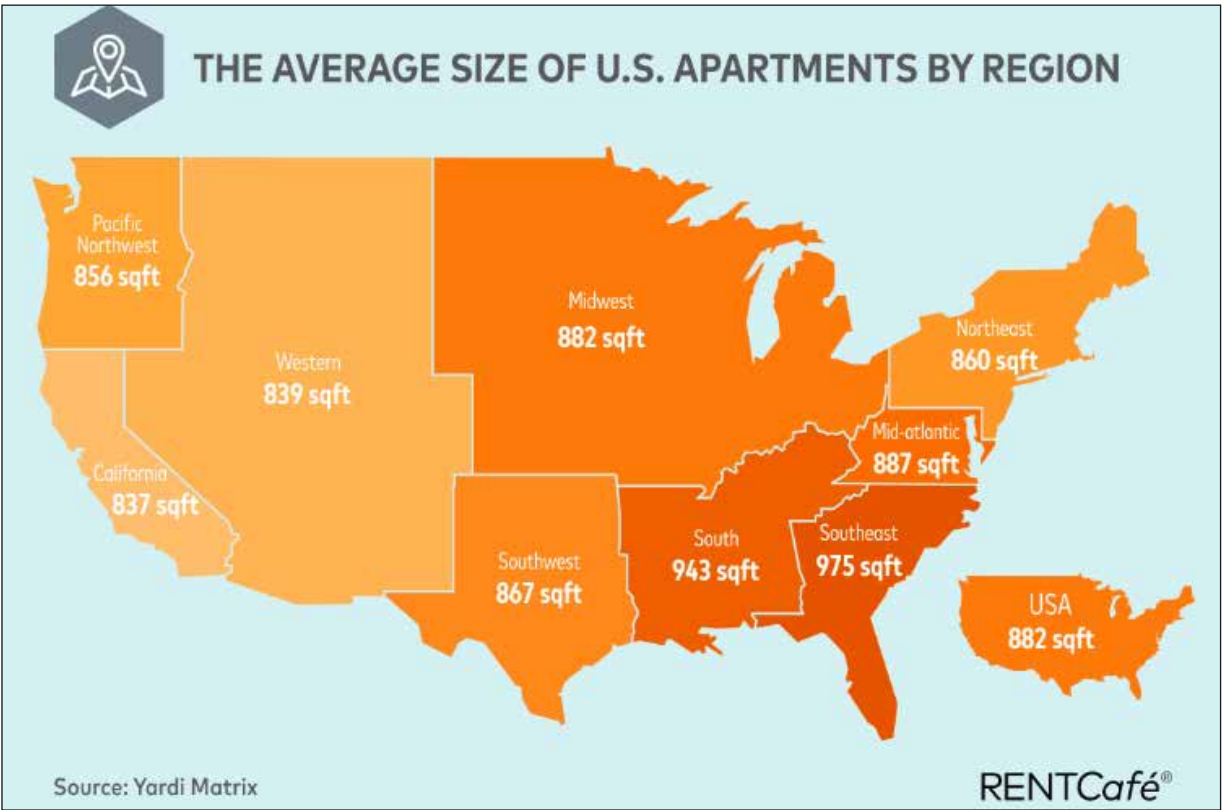 THE AVERAGE SIZE OF U.S. APARTMENTS BY REGION
Pacific
Northwest
856 sqft
Western
839 sqft
California
837 sqft
Midwest
882 sqft
Northeast
860 sqft
Mid-atlantic
887 sqft
Southwest
867 sqft
South
943 sqft
Southeast
975 sqft
USA
882 sqft
Source: Yardi Matrix
RENTCafé®